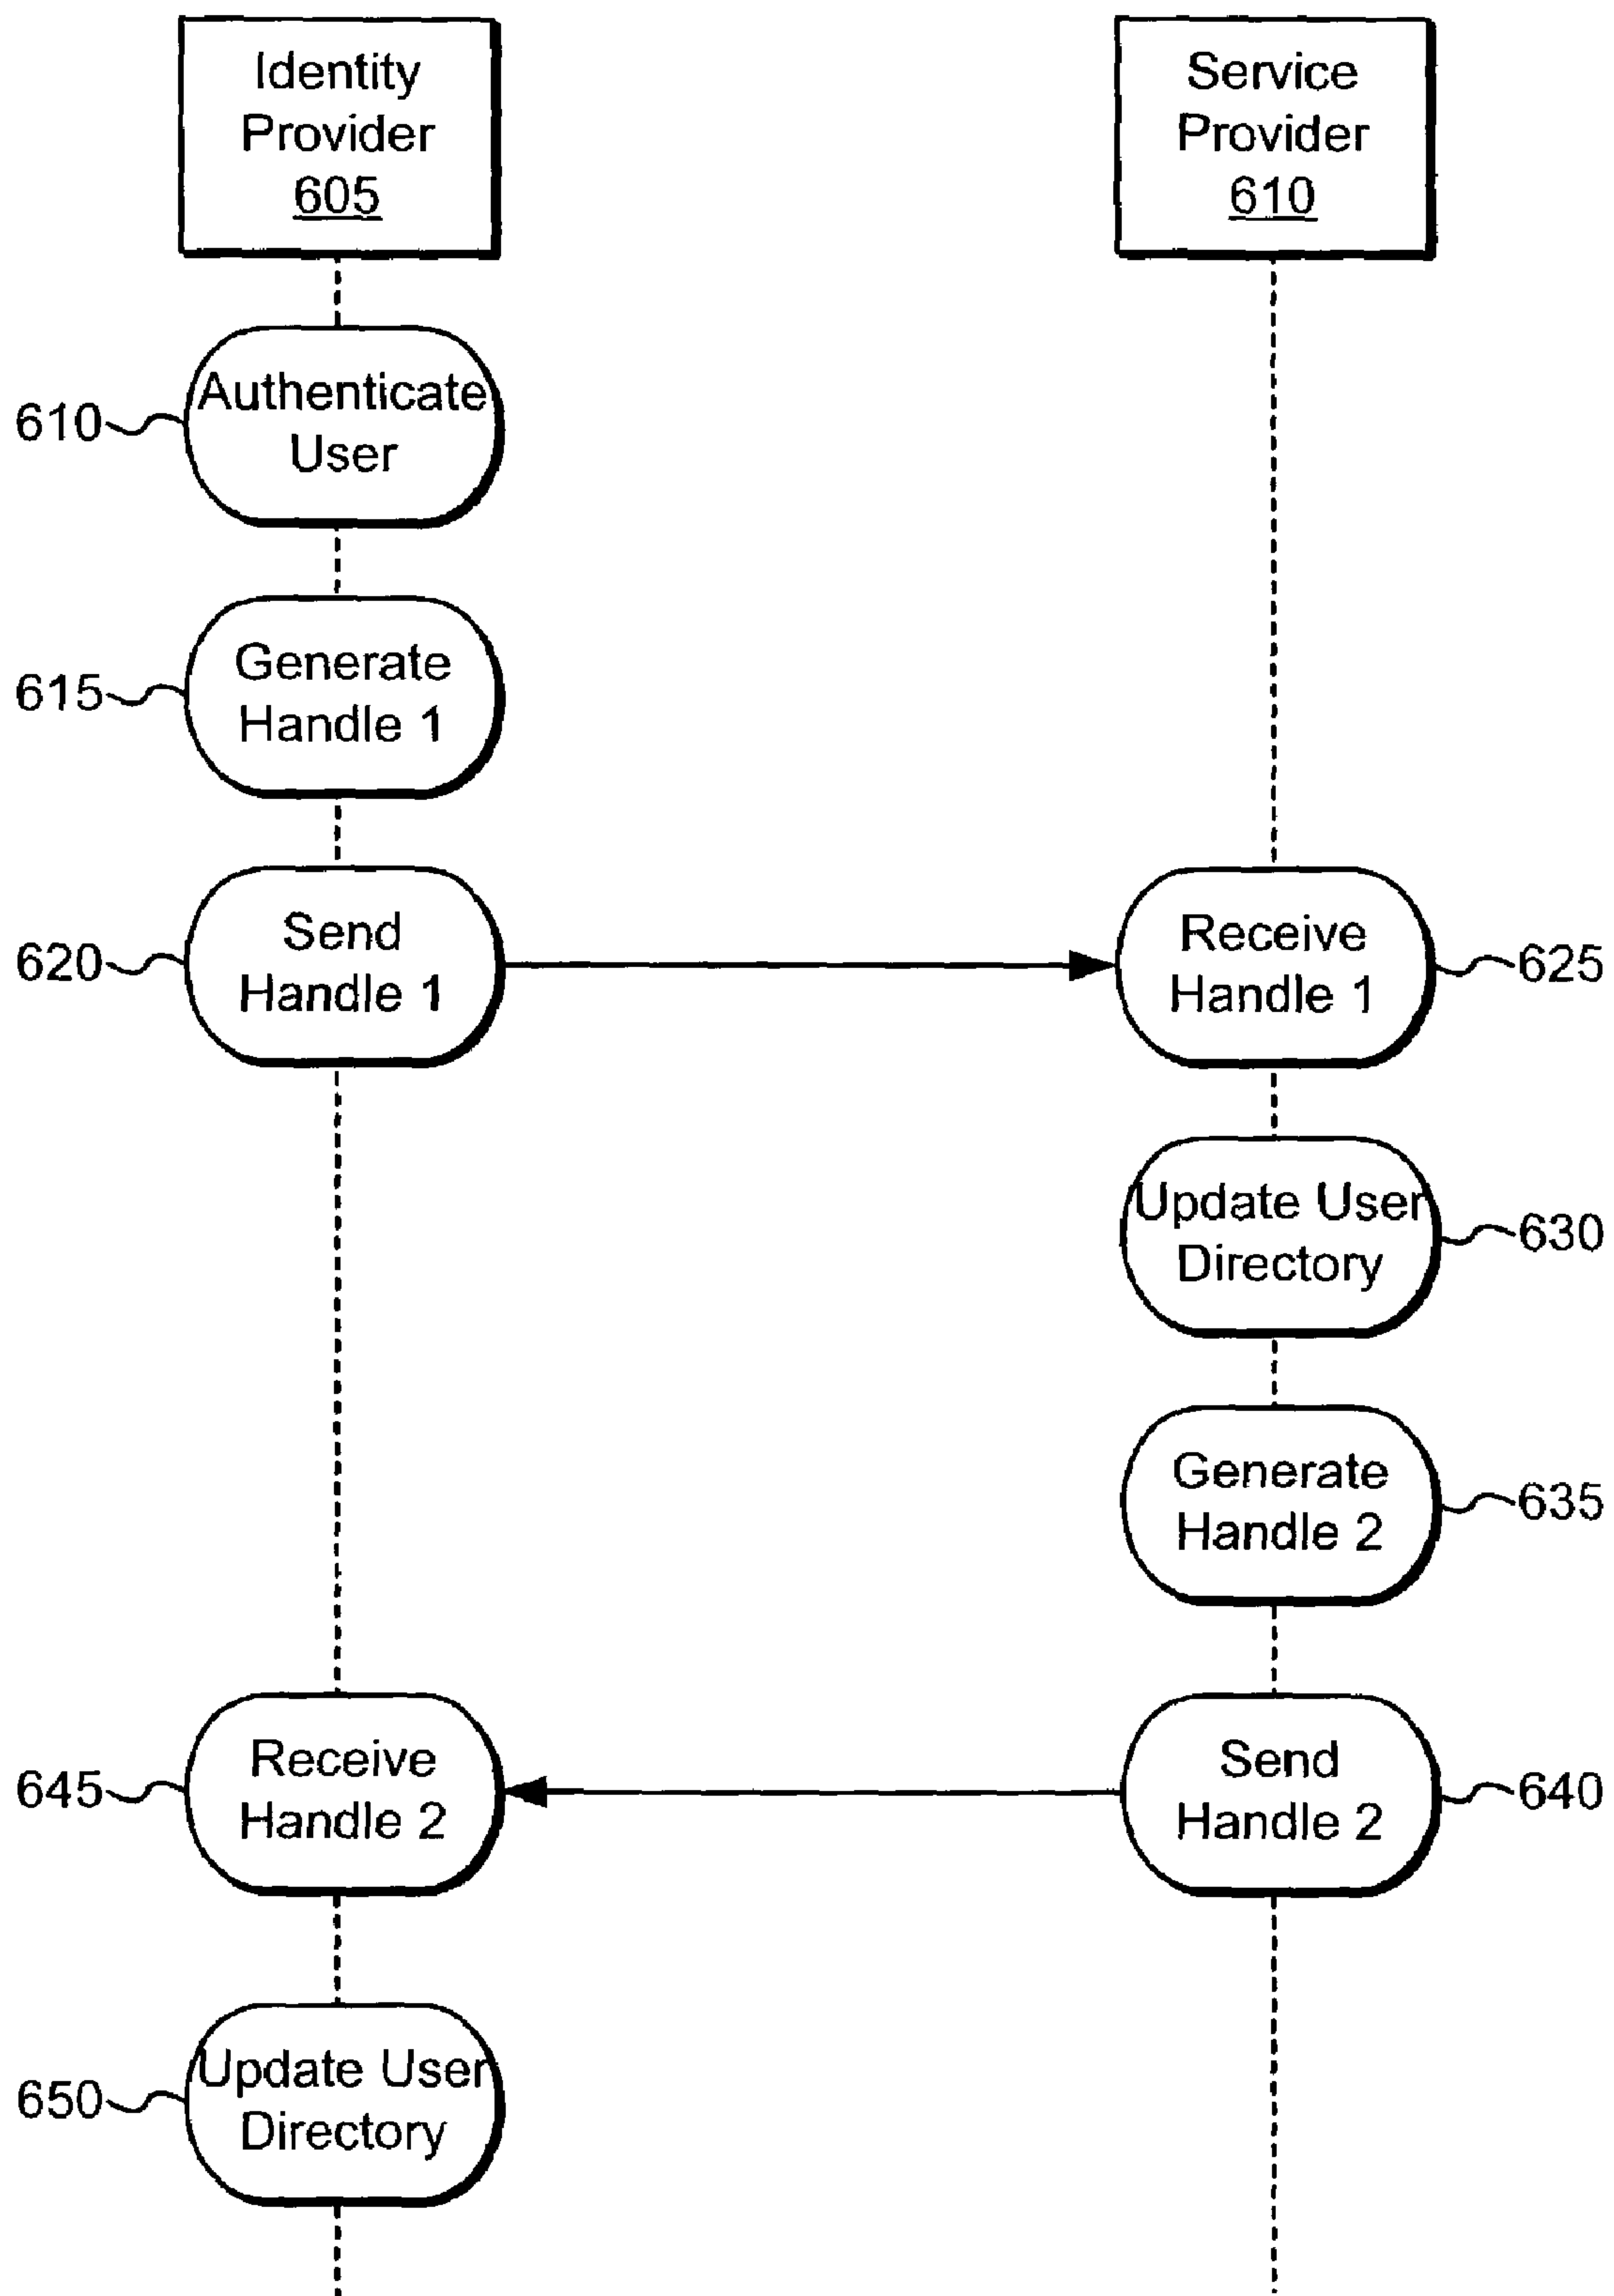 Identity
Provider
605
Service
Provider
610
Authenticate
User
610
Generate
Handle 1
615
Send
Handle 1
620
Receive
Handle 1
625
Update User
Directory
630
Generate
Handle 2
635
Send
Handle 2
640
Receive
Handle 2
645
Update User
Directory
650